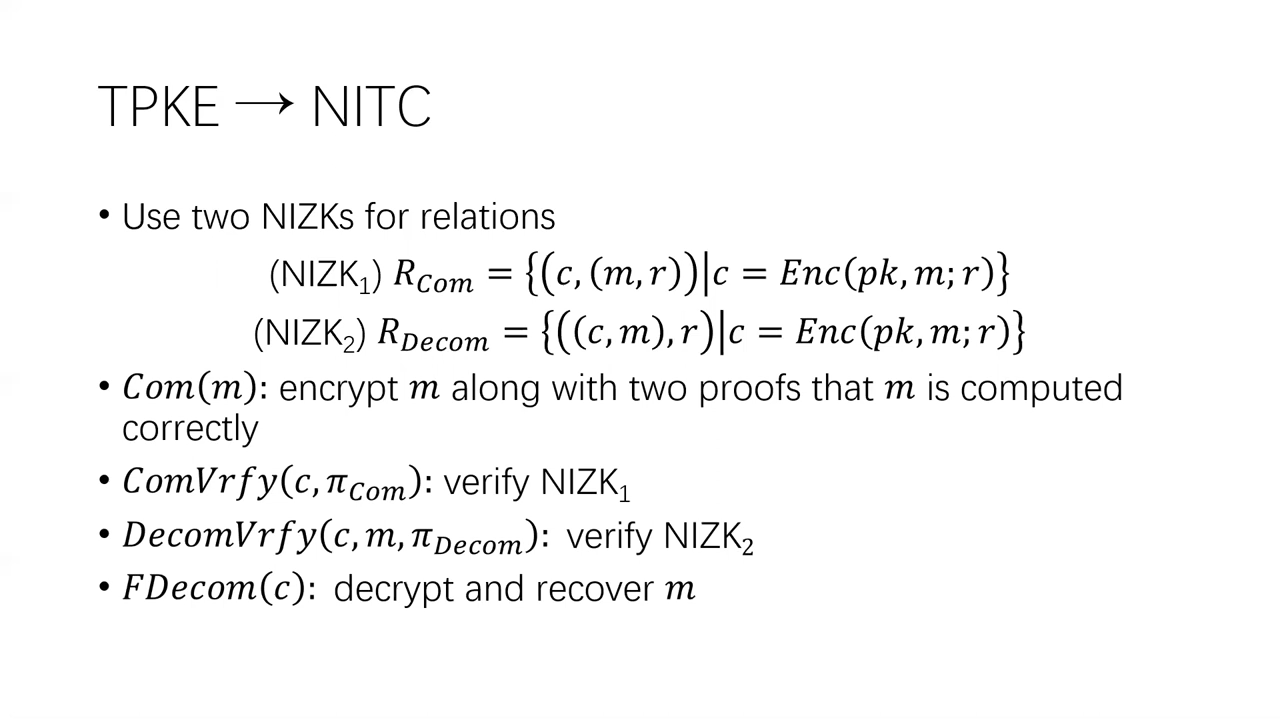 TPKE → NITC
• Use two NIZKs for relations
(NIZK₁) R_Com = {(c, (m, r))|c = Enc(pk, m; r)}
(NIZK₂) R_Decom = {((c, m), r)|c = Enc(pk, m; r)}
• Com(m): encrypt m along with two proofs that m is computed
correctly
• ComVrfy(c, π_Com): verify NIZK₁
• DecomVrfy(c, m, π_Decom): verify NIZK₂
• FDecom(c): decrypt and recover m